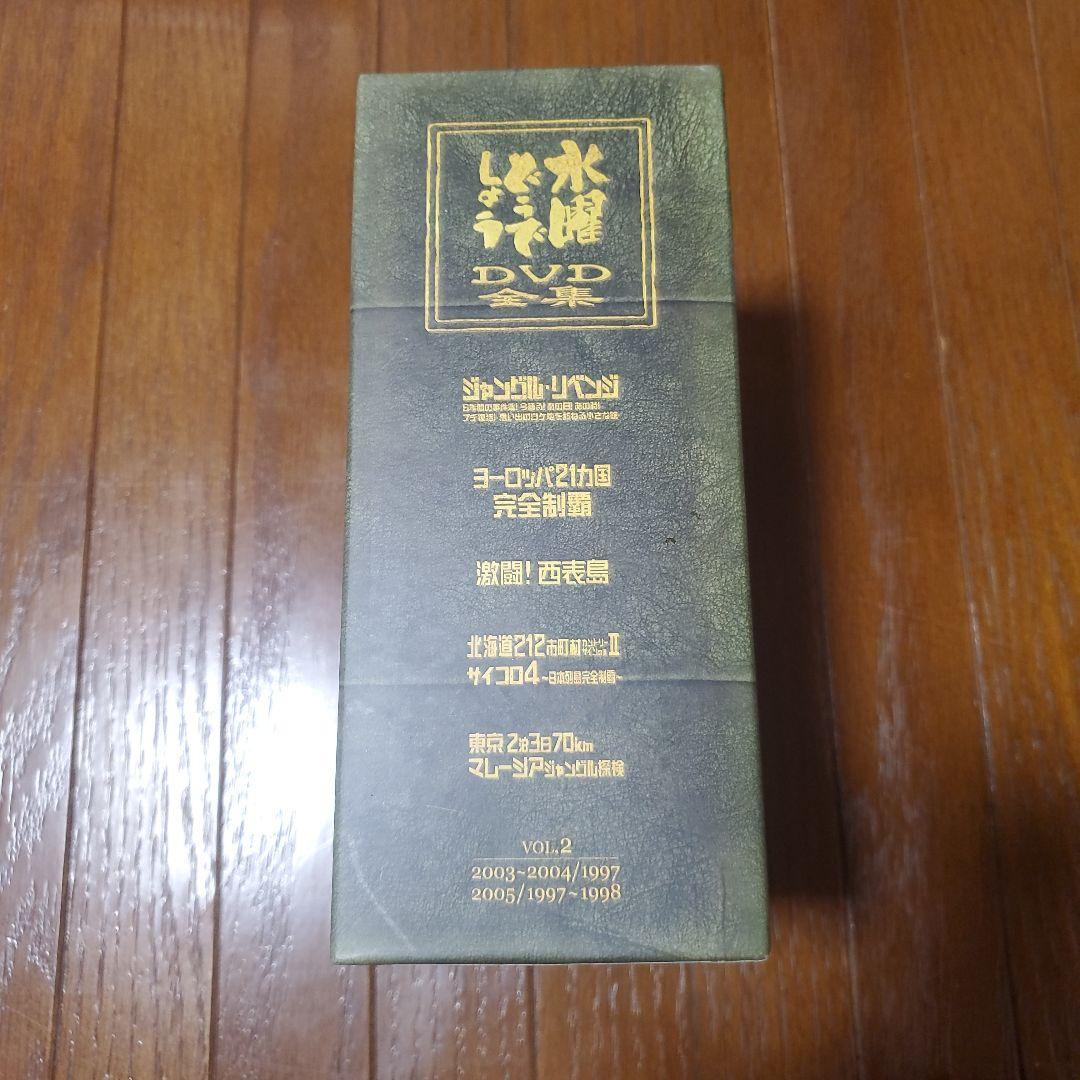 水曜
どうで
しょう
DVD
全集
ジャングル・リベンジ
ヨーロッパ21カ国
完全制覇
激闘!西表島
北海道212市町村カントリーサインの旅II
サイコロ4~日本列島完全制覇~
東京2泊3日70km
マレーシアジャングル探検
VOL.2
2003~2004/1997
2005/1997~1998